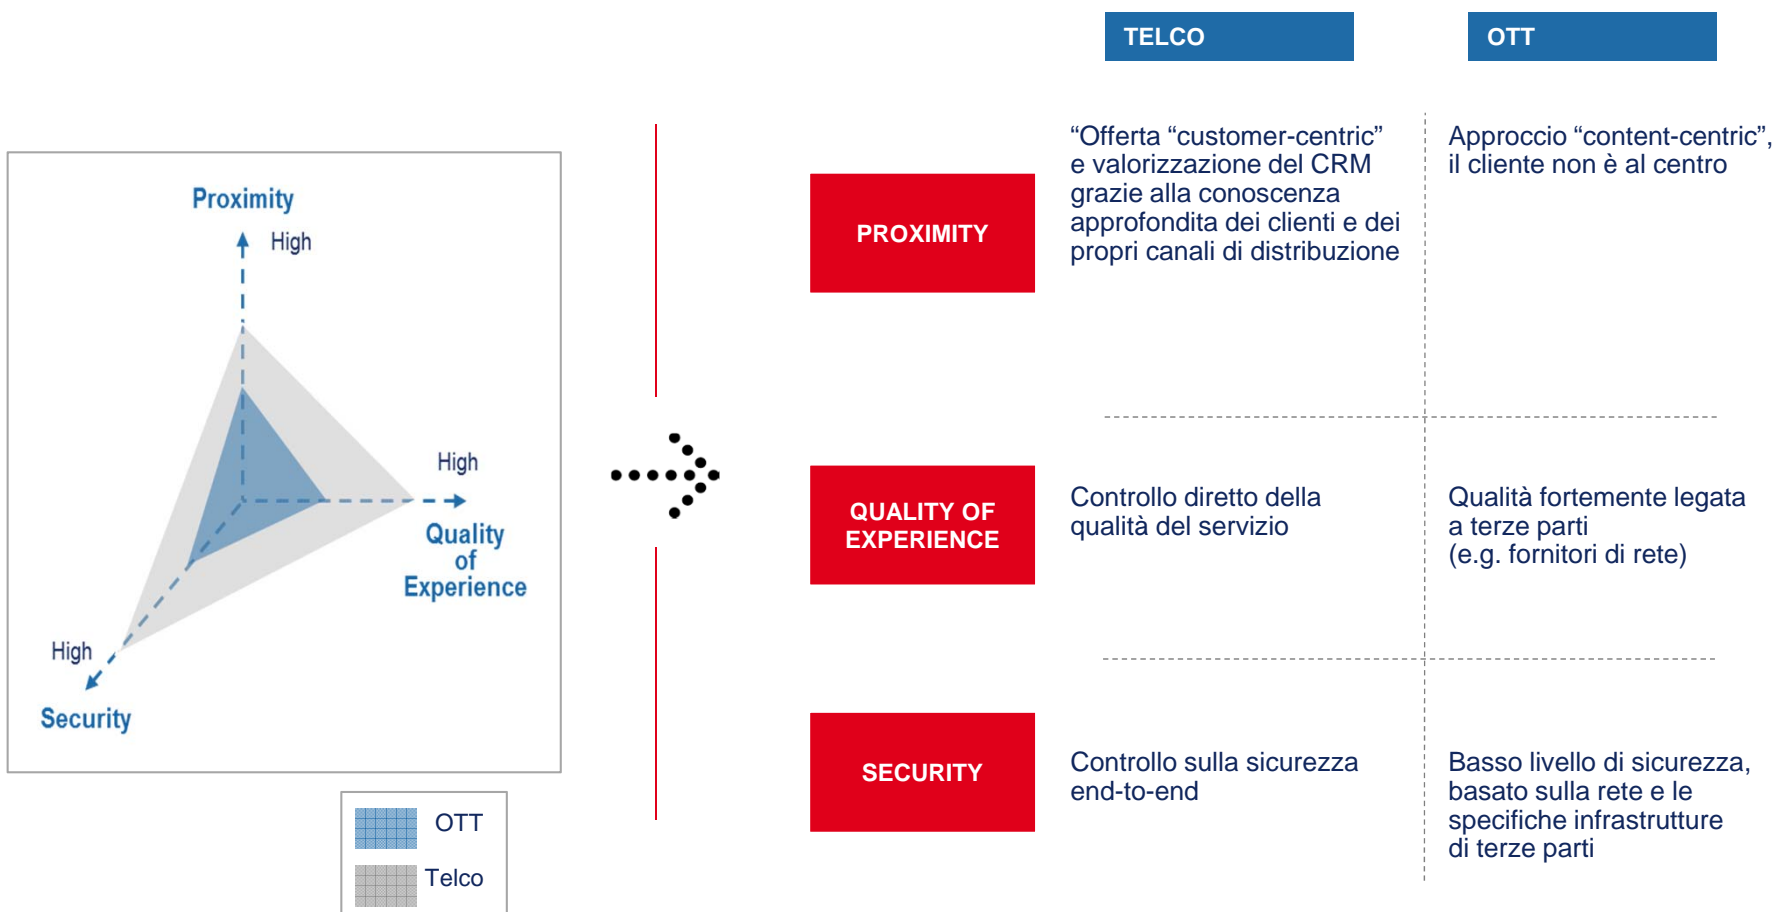 TELCO
OTT
Proximity
High
High
Quality
of
Experience
High
Security
OTT
Telco
PROXIMITY
“Offerta “customer-centric”
e valorizzazione del CRM
grazie alla conoscenza
approfondita dei clienti e dei
propri canali di distribuzione
Approccio “content-centric”,
il cliente non è al centro
QUALITY OF
EXPERIENCE
Controllo diretto della
qualità del servizio
Qualità fortemente legata
a terze parti
(e.g. fornitori di rete)
SECURITY
Controllo sulla sicurezza
end-to-end
Basso livello di sicurezza,
basato sulla rete e le
specifiche infrastrutture
di terze parti